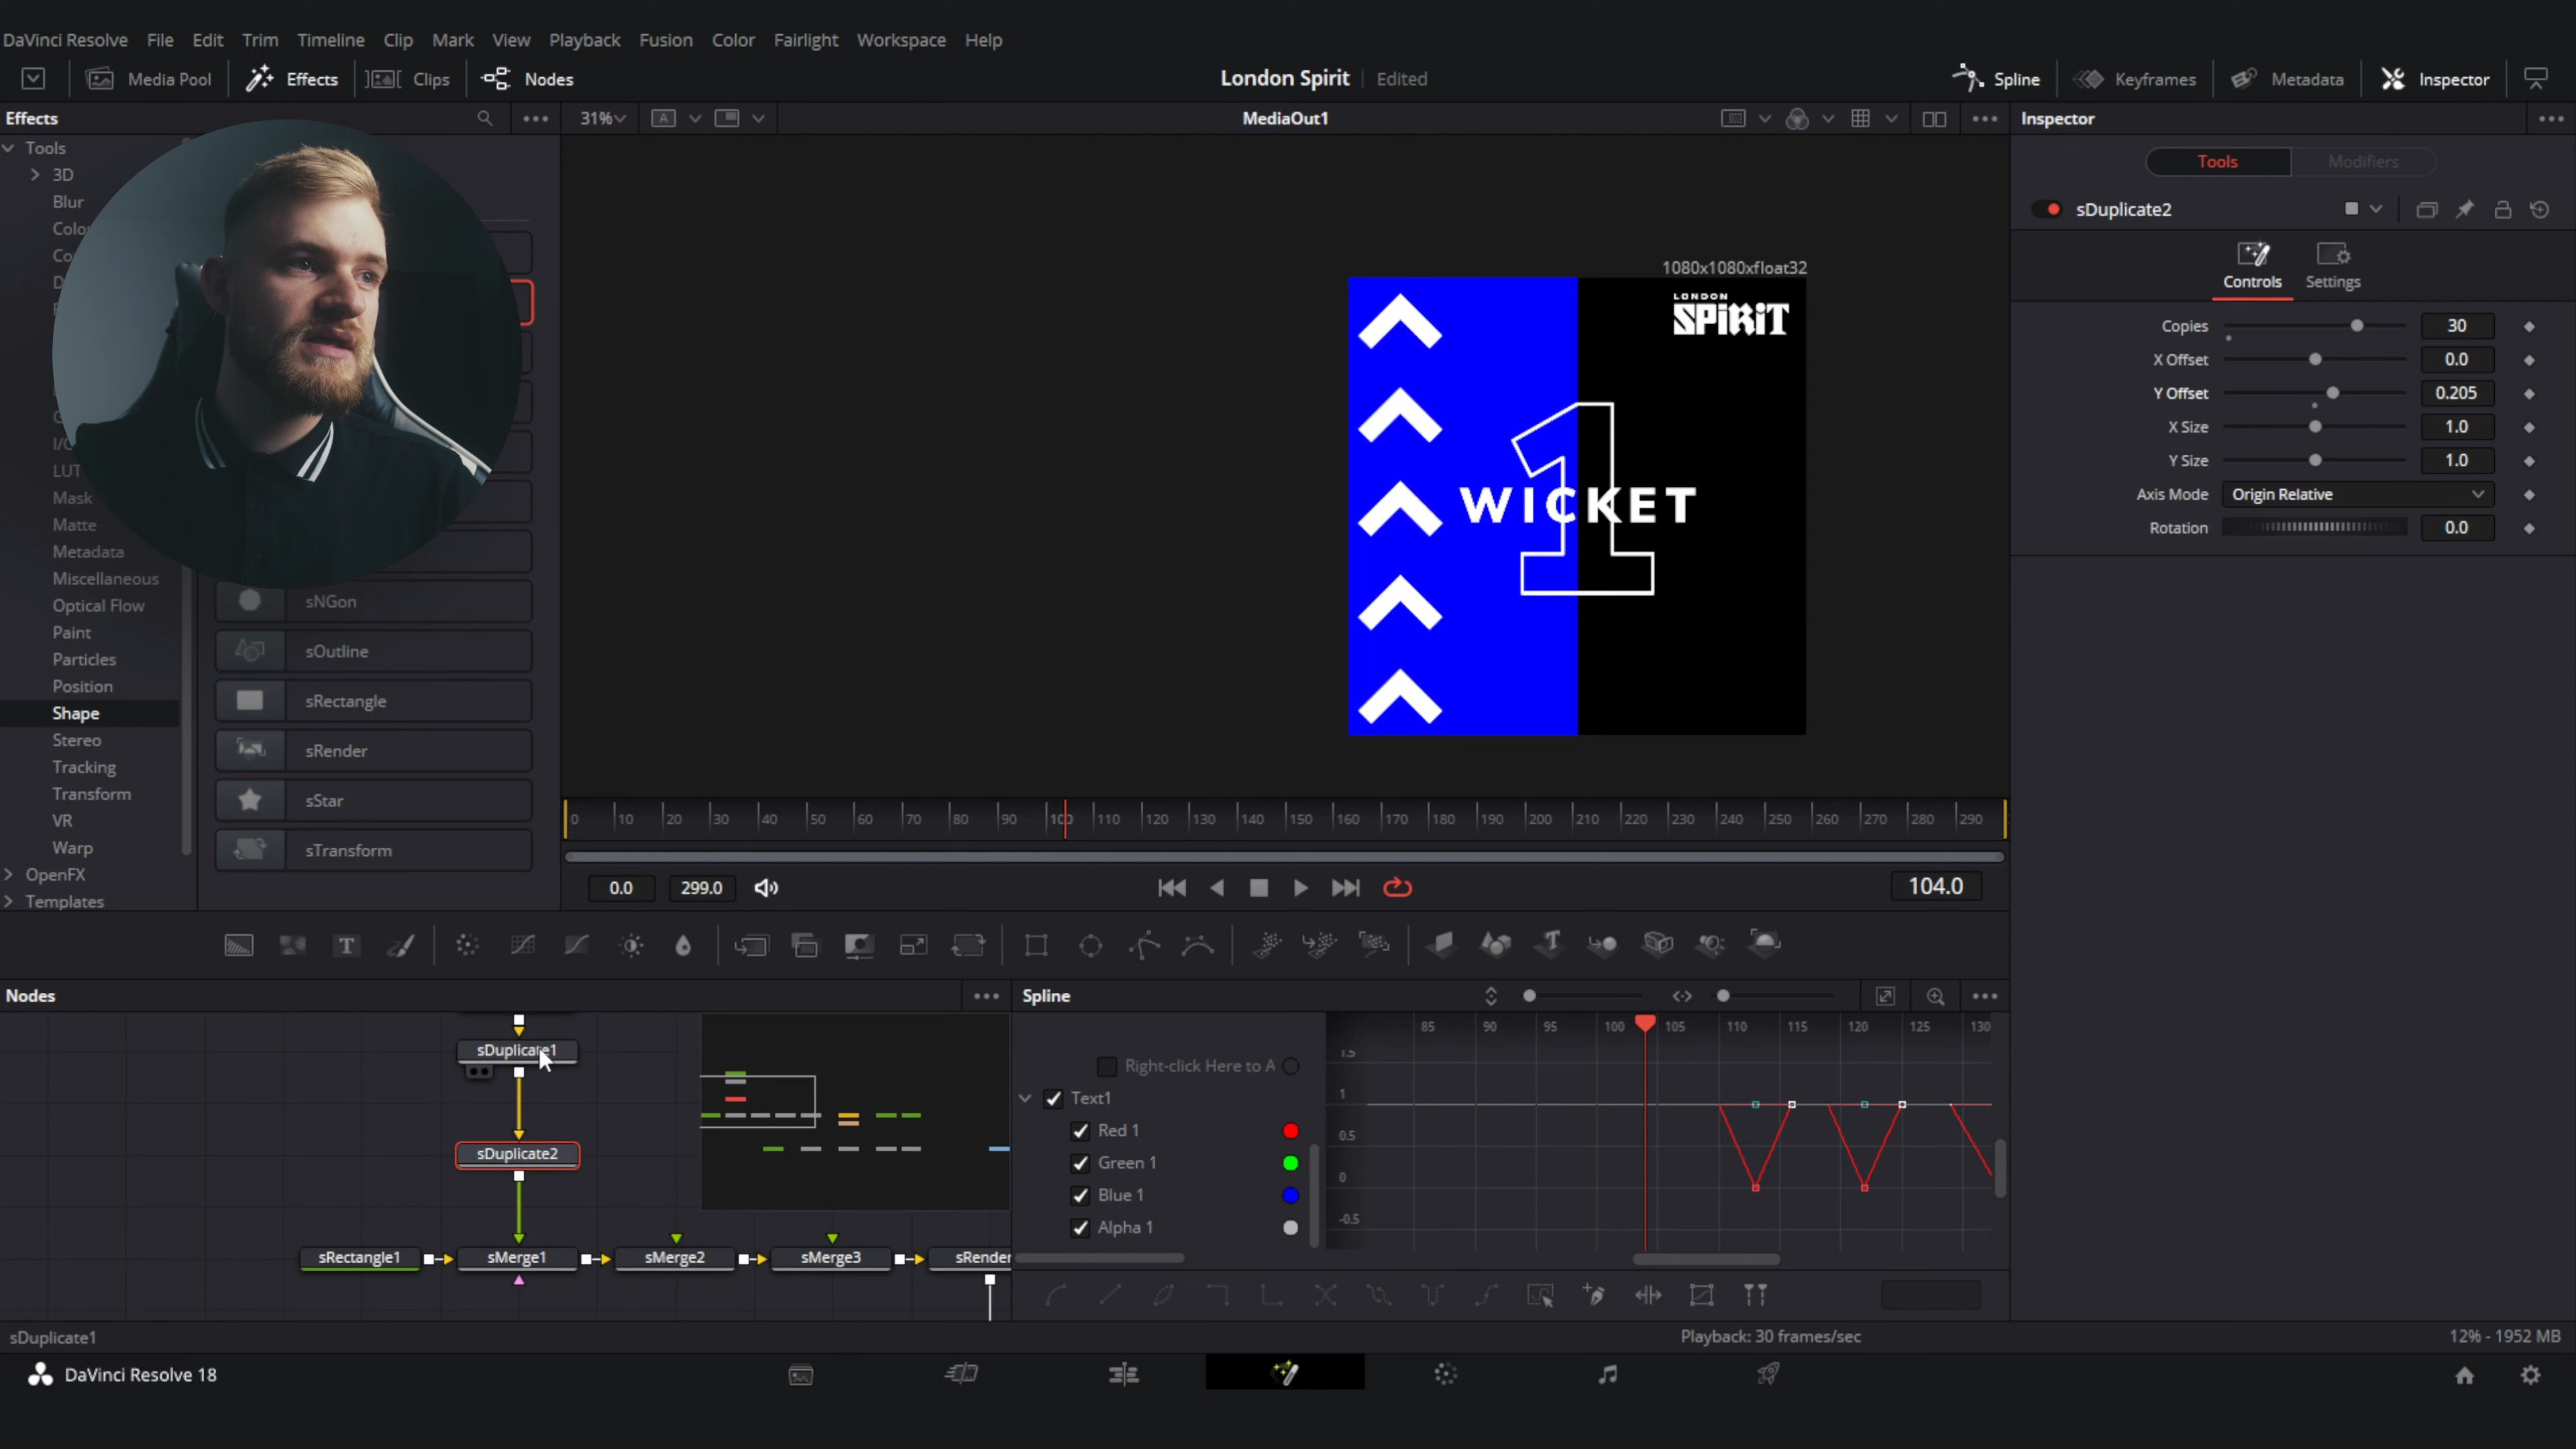 DaVinci Resolve File Edit Trim Timeline Clip Mark View Playback Fusion Color Fairlight Workspace Help
Media Pool Effects Clips Nodes London Spirit Edited Spline Keyframes Metadata Inspector
Effects 31% A MediaOut1 Inspector
Tools
3D
Blur
LUT
Mask
Matte
Metadata
Miscellaneous
Optical Flow
Paint
Particles
Position
Shape
Stereo
Tracking
Transform
VR
Warp
OpenFX
Templates
sNGon
sOutline
sRectangle
sRender
sStar
sTransform
1080x1080xfloat32
LONDON
SPIRIT
1
WICKET
Tools Modifiers
sDuplicate2
Controls Settings
Copies 30
X Offset 0.0
Y Offset 0.205
X Size 1.0
Y Size 1.0
Axis Mode Origin Relative
Rotation 0.0
0 10 20 30 40 50 60 70 80 90 100 110 120 130 140 150 160 170 180 190 200 210 220 230 240 250 260 270 280 290
0.0 299.0 104.0
Nodes Spline
sDuplicate1
sDuplicate2
sRectangle1 sMerge1 sMerge2 sMerge3 sRender
85 90 95 100 105 110 115 120 125 130
Right-click Here to A
Text1
Red 1
Green 1
Blue 1
Alpha 1
1.5
1
0.5
0
-0.5
sDuplicate1 Playback: 30 frames/sec 12% - 1952 MB
DaVinci Resolve 18